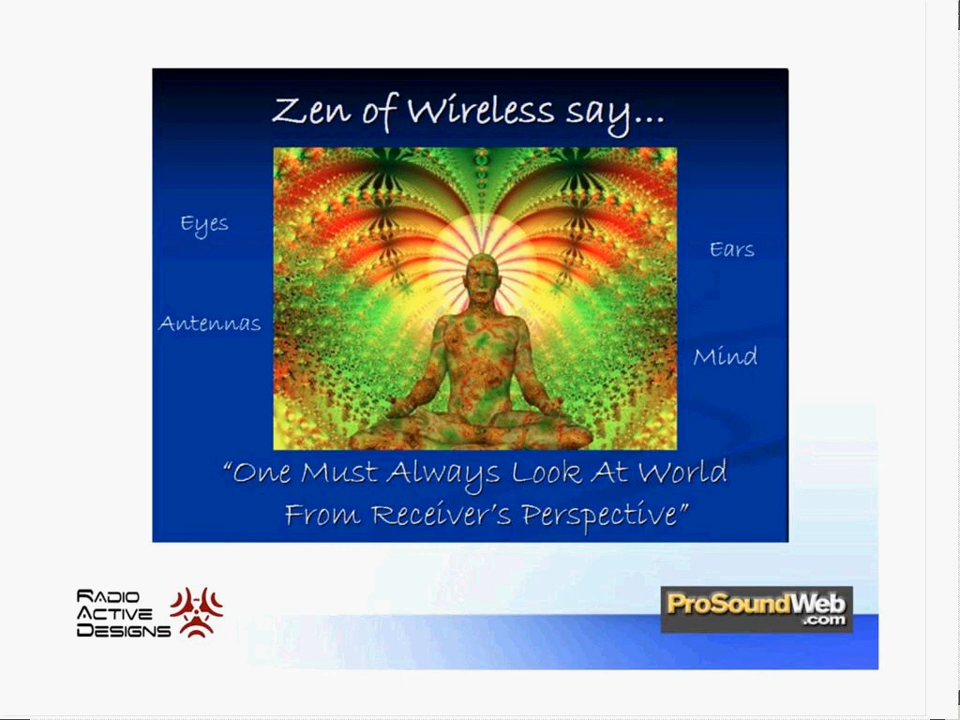 Zen of Wireless say...
Eyes
Ears
Antennas
Mind
“One Must Always Look At World
From Receiver’s Perspective”
Radio
Active
Designs
ProSoundWeb
.com